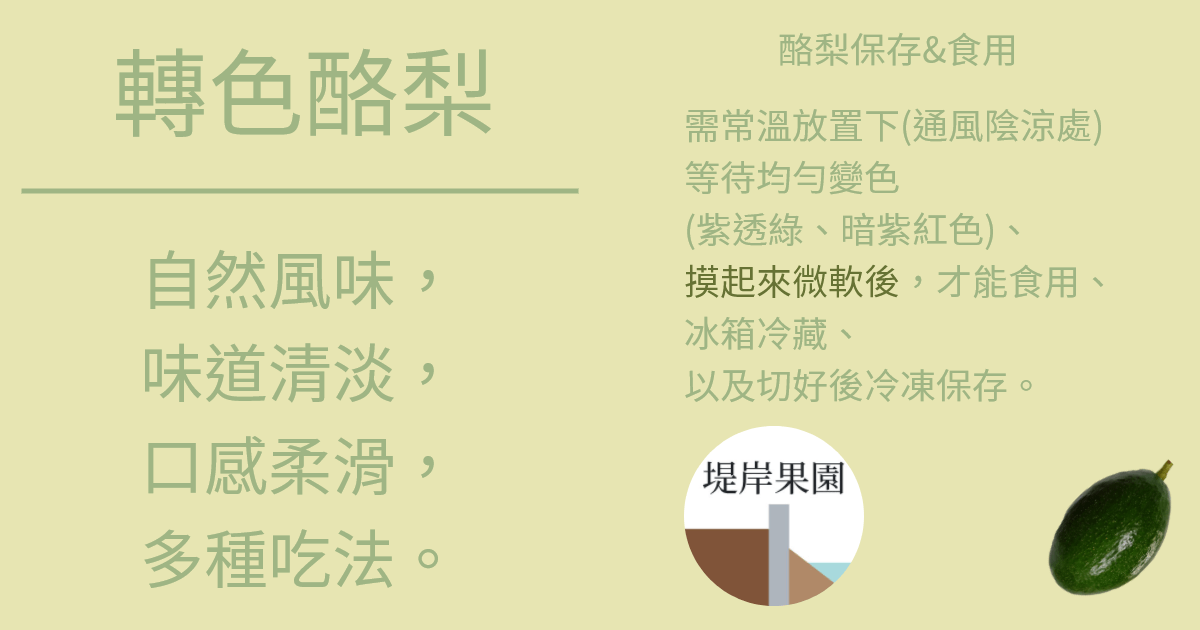 轉色酪梨
自然風味，
味道清淡，
口感柔滑，
多種吃法。
酪梨保存&食用
需常溫放置下(通風陰涼處)
等待均勻變色
(紫透綠、暗紫紅色)、
摸起來微軟後，才能食用、
冰箱冷藏、
以及切好後冷凍保存。
堤岸果園